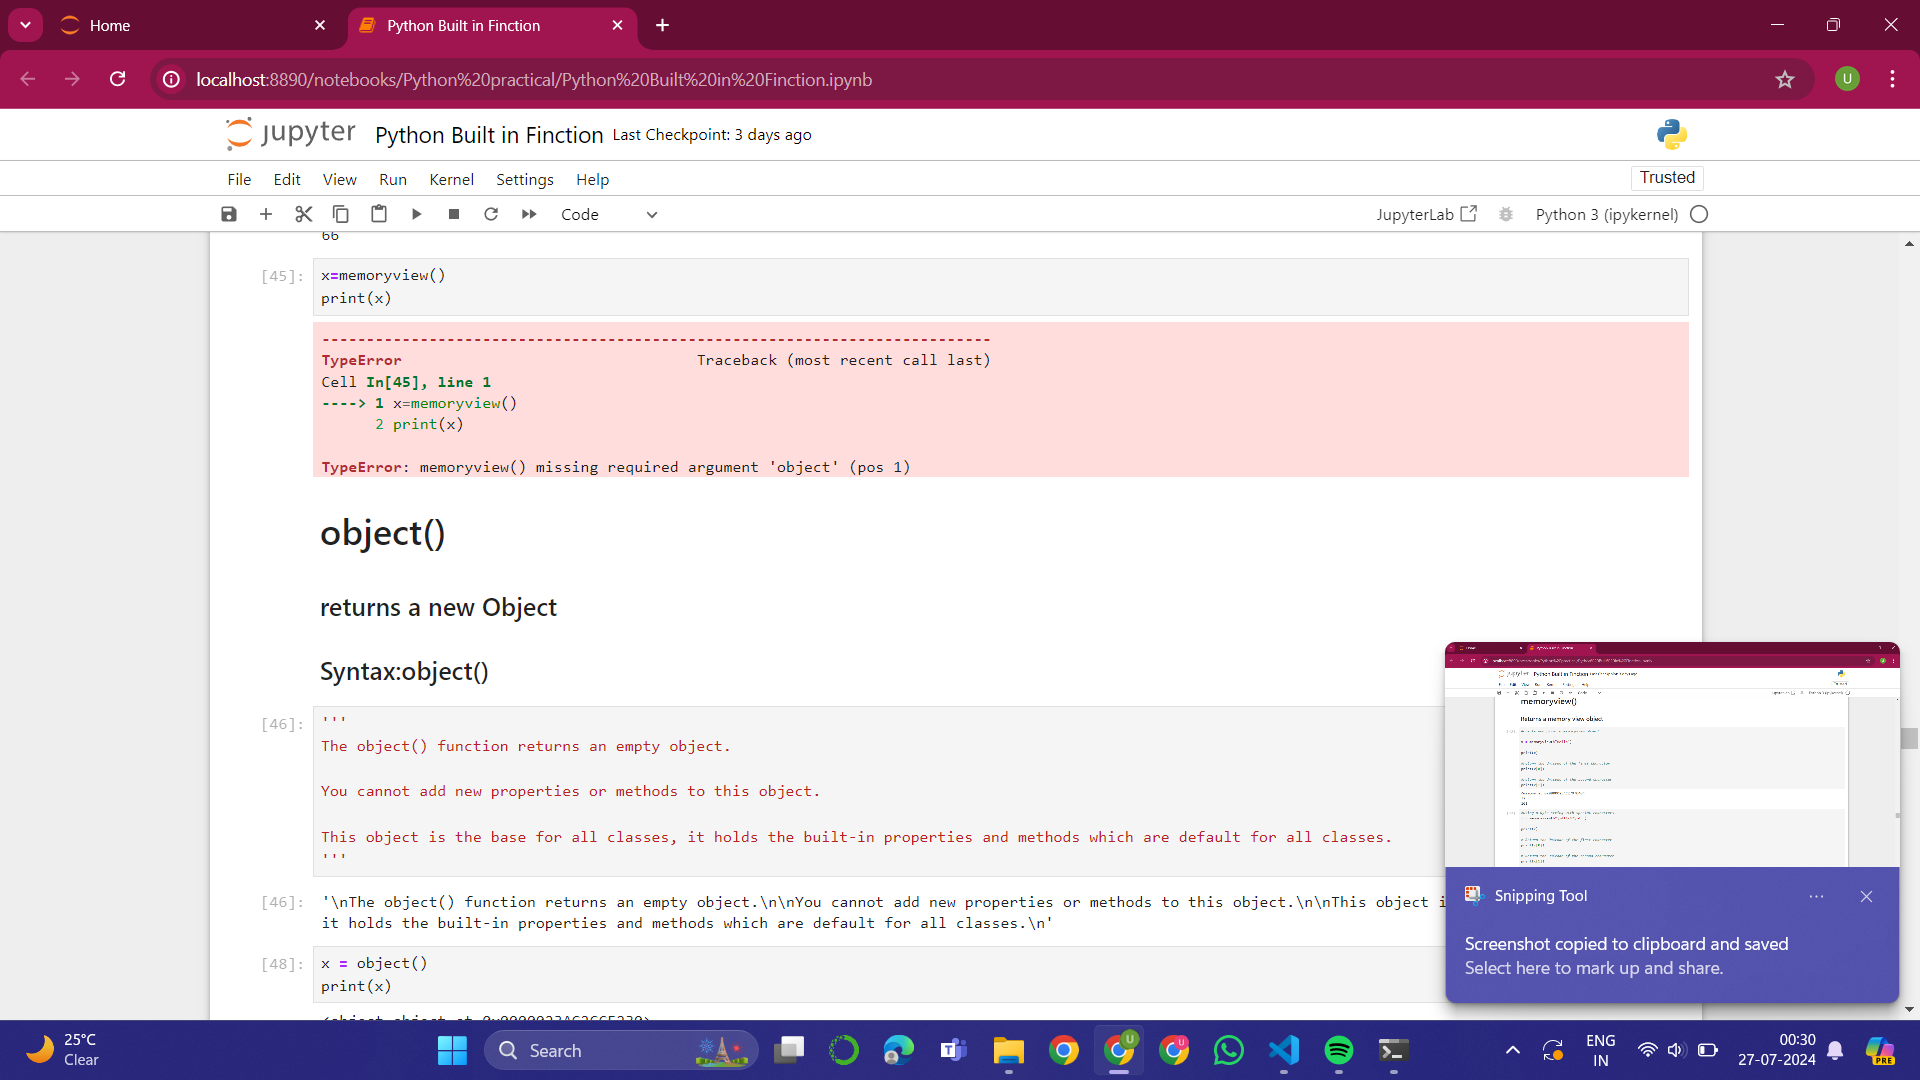 Home
Python Built in Finction
localhost:8890/notebooks/Python%20practical/Python%20Built%20in%20Finction.ipynb
U
jupyter
Python Built in Finction
Last Checkpoint: 3 days ago
File Edit View Run Kernel Settings Help
Trusted
Code
JupyterLab
Python 3 (ipykernel)
66
[45]:
x=memoryview()
print(x)
---------------------------------------------------------------------------
TypeError Traceback (most recent call last)
Cell In[45], line 1
----> 1 x=memoryview()
2 print(x)
TypeError: memoryview() missing required argument 'object' (pos 1)
object()
returns a new Object
Syntax:object()
[46]:
'''
The object() function returns an empty object.
You cannot add new properties or methods to this object.
This object is the base for all classes, it holds the built-in properties and methods which are default for all classes.
'''
[46]:
'\nThe object() function returns an empty object.\n\nYou cannot add new properties or methods to this object.\n\nThis object i
it holds the built-in properties and methods which are default for all classes.\n'
[48]:
x = object()
print(x)
memoryview()
Returns a memory view object
Snipping Tool
Screenshot copied to clipboard and saved
Select here to mark up and share.
25°C
Clear
Search
ENG
IN
00:30
27-07-2024
PRE